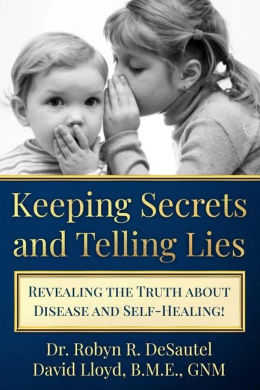 Keeping Secrets
and Telling Lies
Revealing the Truth about
Disease and Self-Healing!
Dr. Robyn R. DeSautel
David Lloyd, B.M.E., GNM